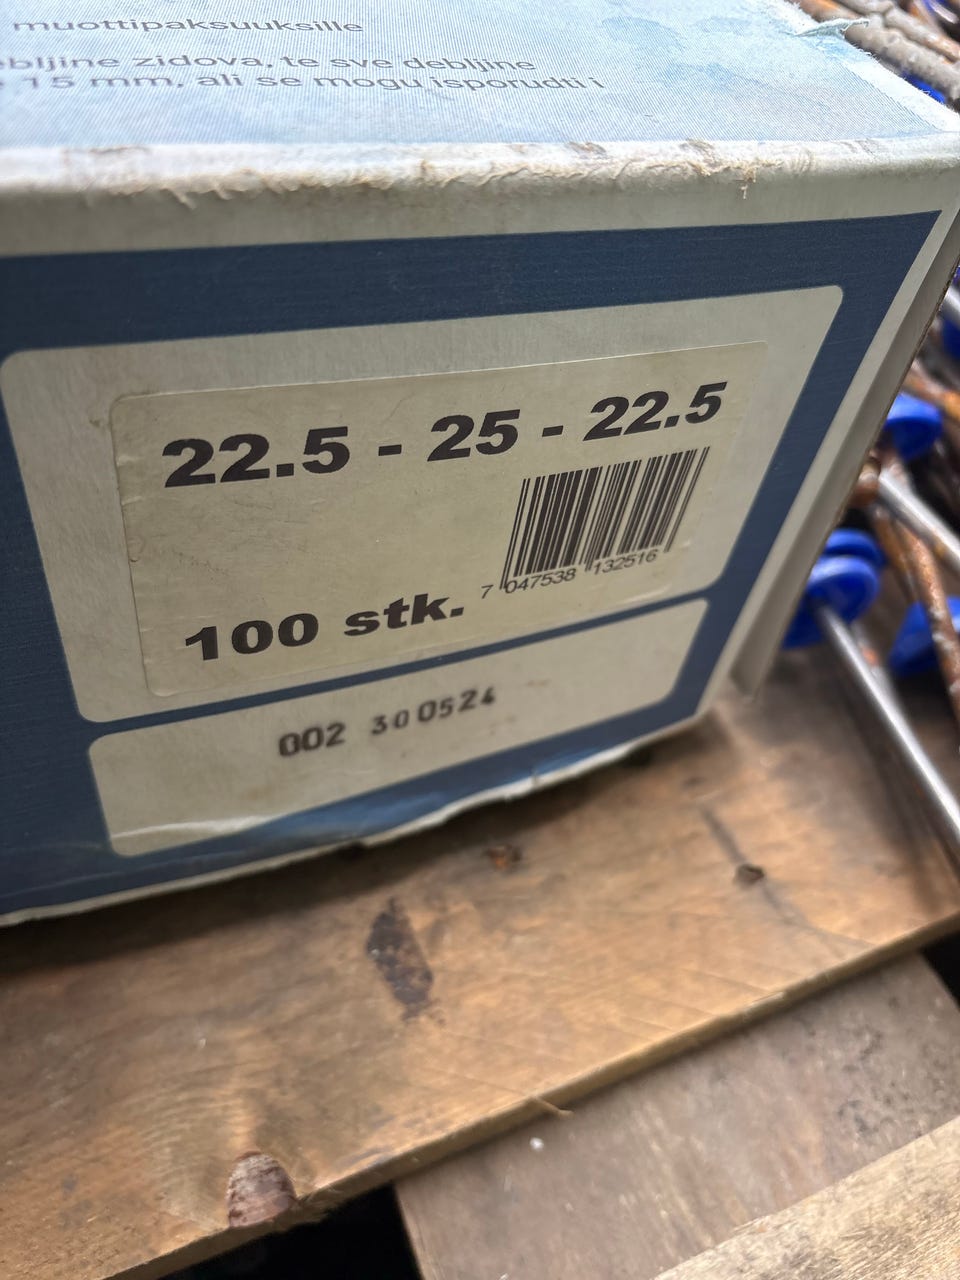 muottipaksuuksille
debljine zidova, te sve debljine
15 mm, ali se mogu isporudti i
22.5 - 25 - 22.5
7 047538 132516
100 stk.
002 300524